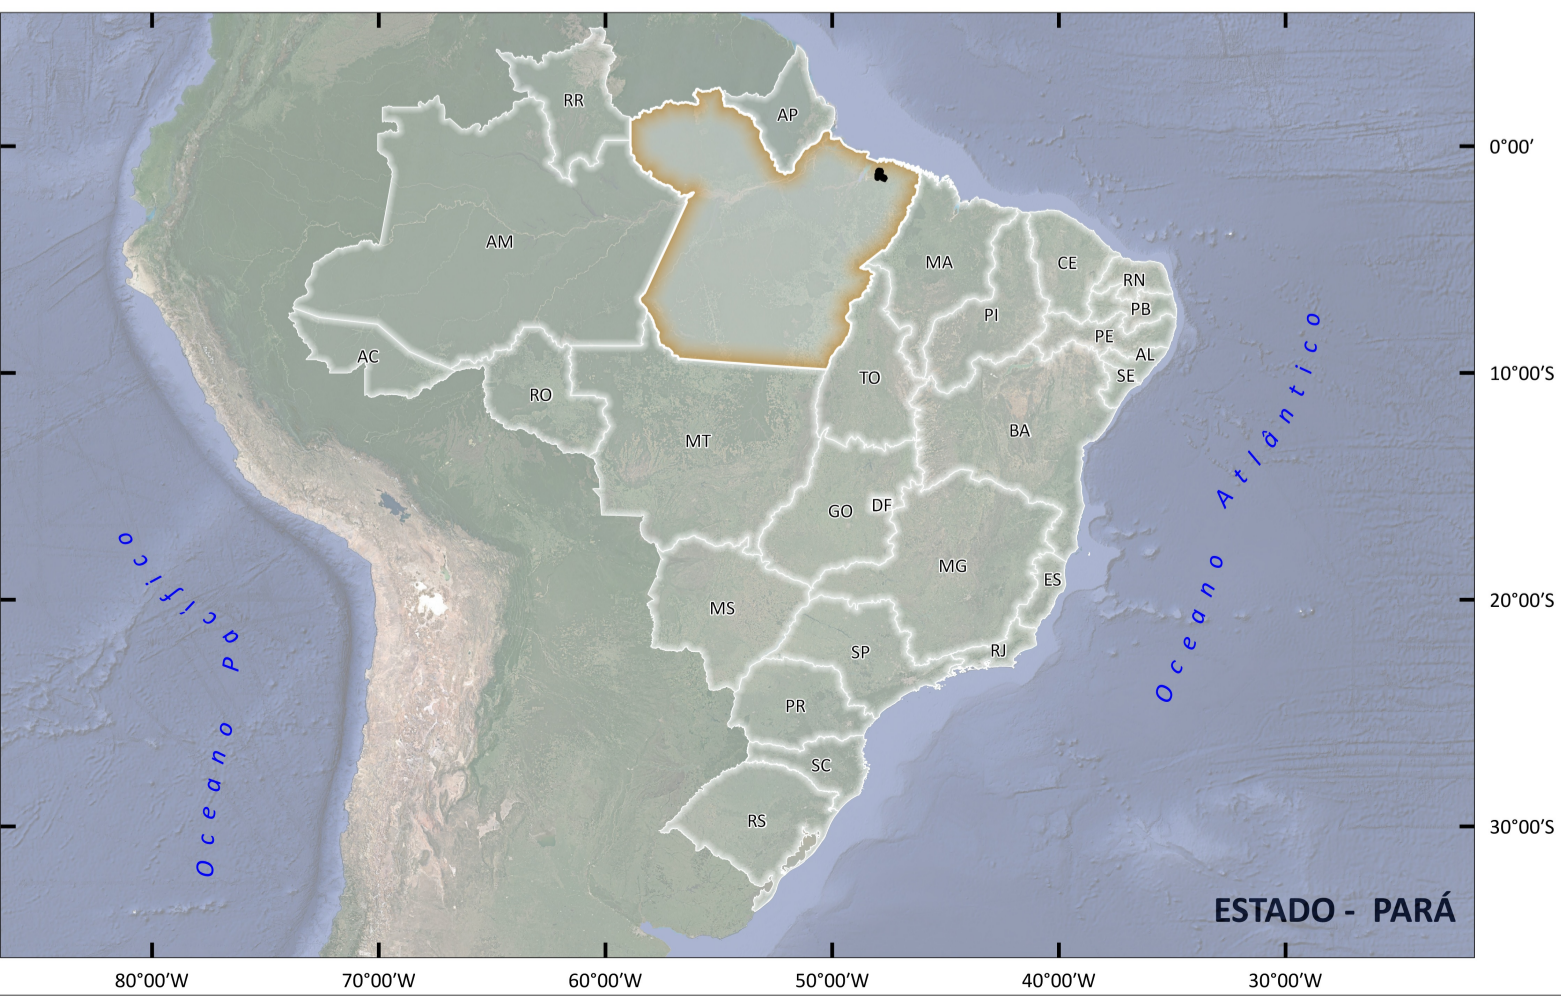 RR
AP
0°00’
AM
MA
CE
RN
PB
PI
PE
AL
AC
SE
10°00’S
TO
RO
BA
MT
Oceano Atlântico
GO
DF
Oceano Pacífico
MG
ES
20°00’S
MS
SP
RJ
PR
SC
RS
30°00’S
ESTADO - PARÁ
80°00’W
70°00’W
60°00’W
50°00’W
40°00’W
30°00’W